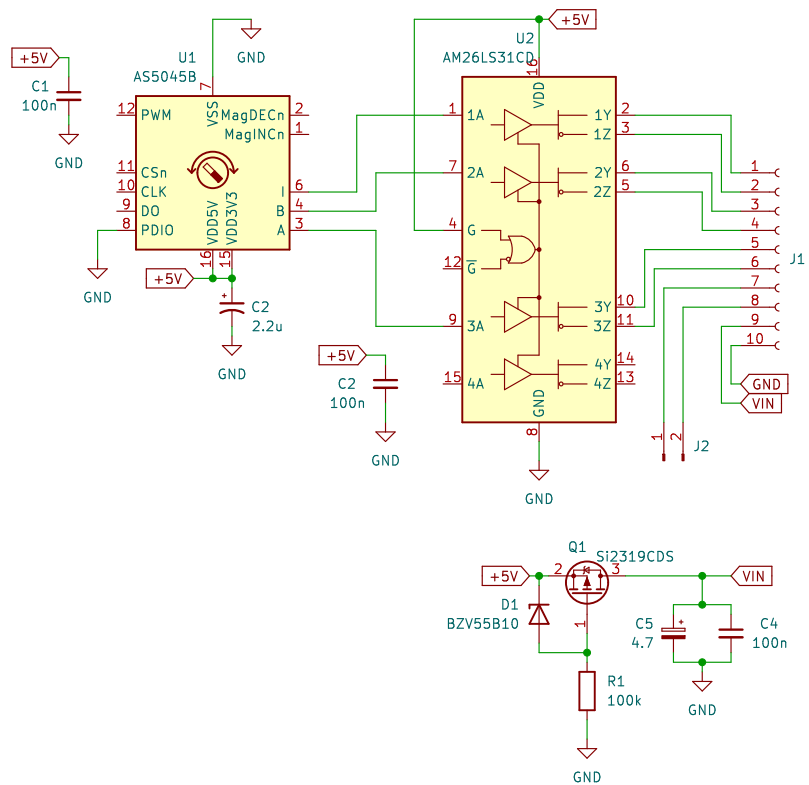 +5V
C1
100n
GND
GND
U1
AS5045B
7
VSS
12 PWM
MagDECn 2
MagINCn 1
11 CSn
10 CLK
9 DO
8 PDIO
I 6
B 4
A 3
VDD5V
VDD3V3
16
15
GND
+5V
+
C2
2.2u
GND
+5V
C2
100n
GND
+5V
U2
AM26LS31CD
16
VDD
1 1A
7 2A
4 G
12 G
9 3A
15 4A
1Y 2
1Z 3
2Y 6
2Z 5
3Y 10
3Z 11
4Y 14
4Z 13
GND
8
GND
1
2
3
4
5
6
7
8
9
10
J1
GND
VIN
1
2
J2
Q1
Si2319CDS
+5V
2
3
1
VIN
D1
BZV55B10
R1
100k
GND
C5
4.7
+
C4
100n
GND